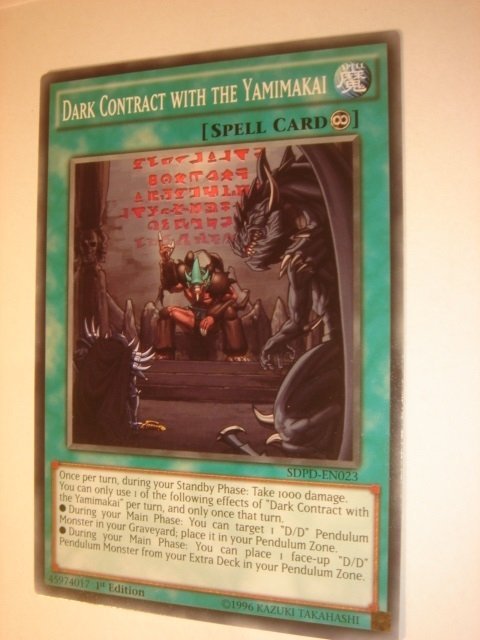 DARK CONTRACT WITH THE YAMIMAKAI
SPELL
魔
[SPELL CARD∞]
SDPD-EN023
Once per turn, during your Standby Phase: Take 1000 damage.
You can only use 1 of the following effects of "Dark Contract with
the Yamimakai" per turn, and only once that turn.
● During your Main Phase: You can target 1 "D/D" Pendulum
Monster in your Graveyard; place it in your Pendulum Zone.
● During your Main Phase: You can place 1 face-up "D/D"
Pendulum Monster from your Extra Deck in your Pendulum Zone.
45974017 1st Edition
©1996 KAZUKI TAKAHASHI